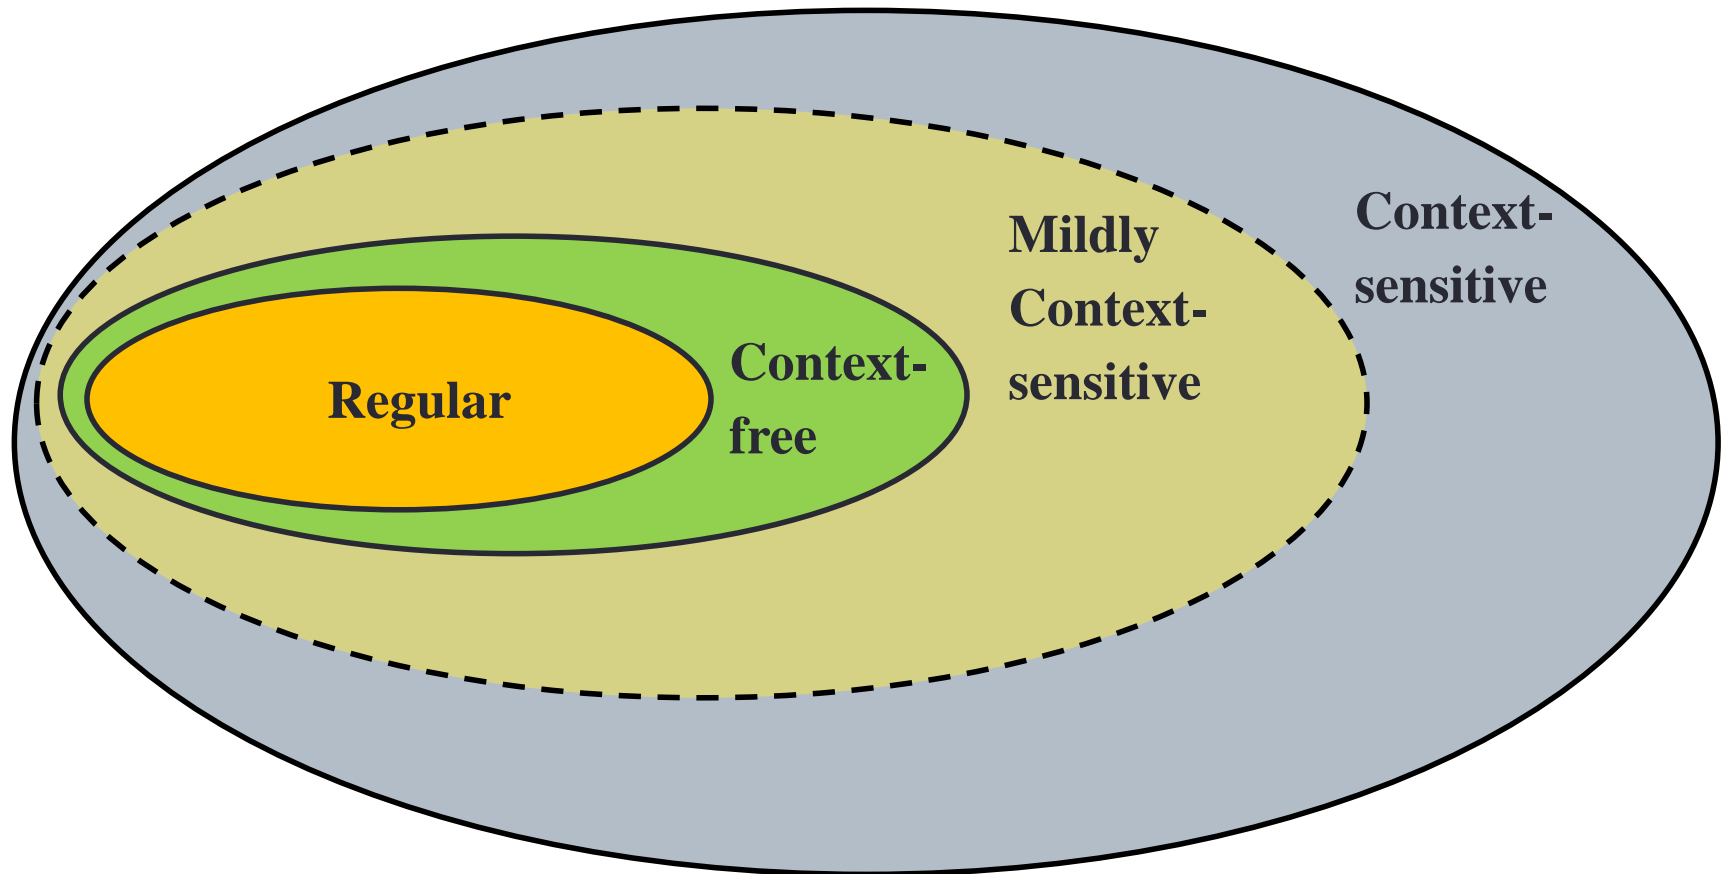 Regular
Context-
free
Mildly
Context-
sensitive
Context-
sensitive